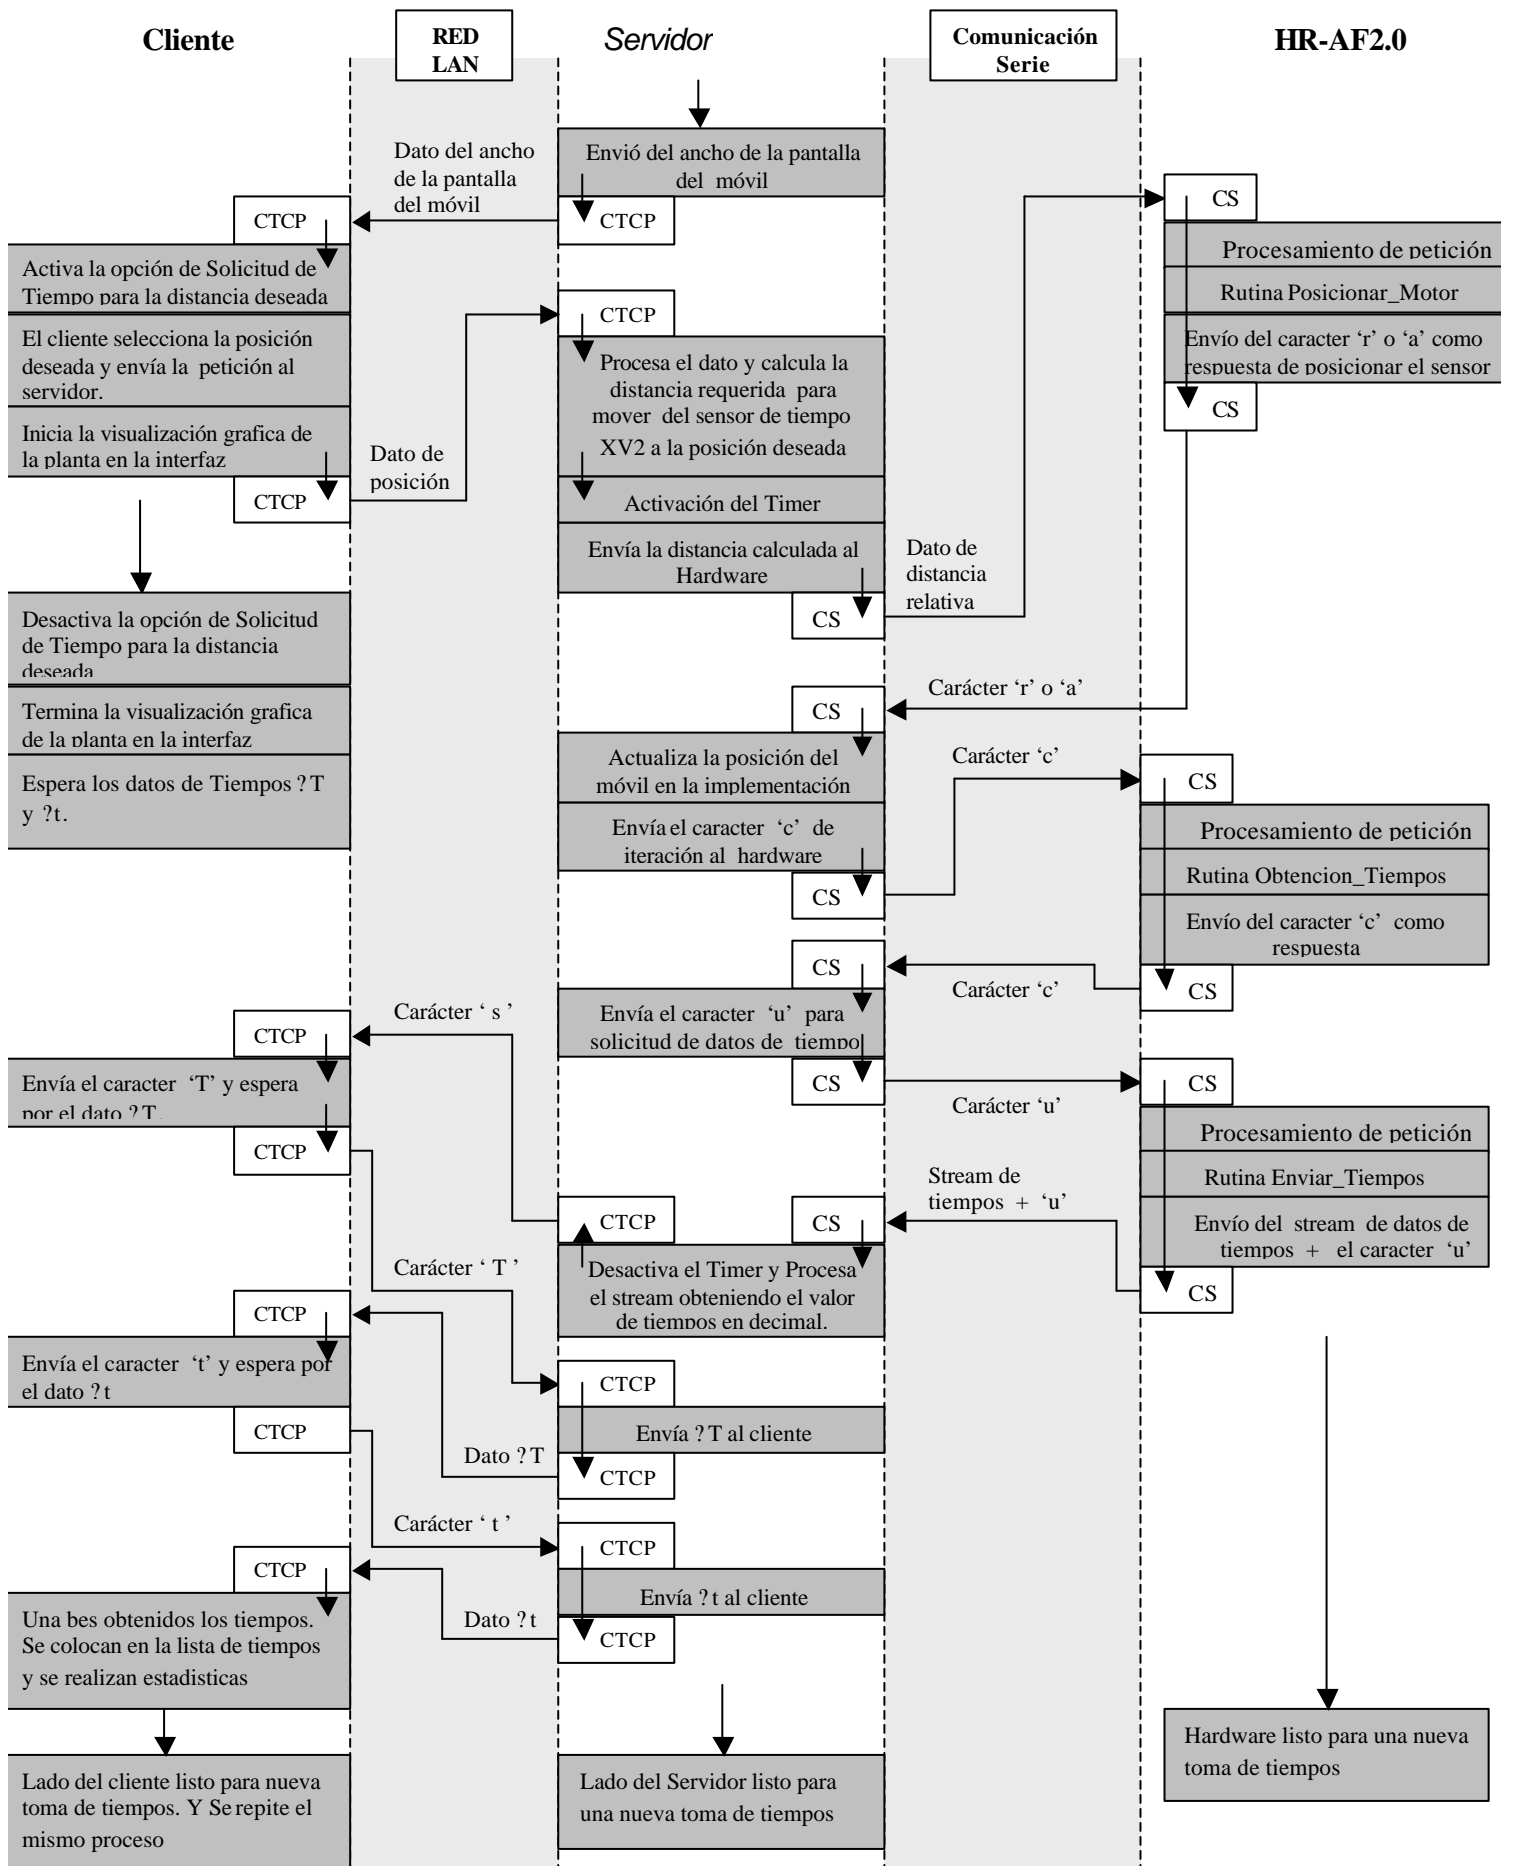 Cliente
RED
LAN
Servidor
Comunicación
Serie
HR-AF2.0
Dato del ancho
de la pantalla
del móvil
Envió del ancho de la pantalla
del móvil
CTCP
CTCP
CS
Activa la opción de Solicitud de
Tiempo para la distancia deseada
El cliente selecciona la posición
deseada y envía la petición al
servidor.
Inicia la visualización grafica de
la planta en la interfaz
CTCP
Dato de
posición
CTCP
Procesa el dato y calcula la
distancia requerida para
mover del sensor de tiempo
XV2 a la posición deseada
Activación del Timer
Envía la distancia calculada al
Hardware
CS
Dato de
distancia
relativa
Procesamiento de petición
Rutina Posicionar_Motor
Envío del caracter ‘r’ o ‘a’ como
respuesta de posicionar el sensor
CS
Desactiva la opción de Solicitud
de Tiempo para la distancia
deseada
Termina la visualización grafica
de la planta en la interfaz
Espera los datos de Tiempos ?T
y ?t.
Carácter ‘r’ o ‘a’
CS
Actualiza la posición del
móvil en la implementación
Envía el caracter ‘c’ de
iteración al hardware
CS
Carácter ‘c’
CS
Procesamiento de petición
Rutina Obtencion_Tiempos
Envío del caracter ‘c’ como
respuesta
CS
Carácter ‘c’
CS
Envía el caracter ‘u’ para
solicitud de datos de tiempo
CS
Carácter ‘u’
CS
Procesamiento de petición
Rutina Enviar_Tiempos
Envío del stream de datos de
tiempos + el caracter ‘u’
CS
Stream de
tiempos + ‘u’
CTCP
CS
Desactiva el Timer y Procesa
el stream obteniendo el valor
de tiempos en decimal.
Carácter ‘ s ’
CTCP
Envía el caracter ‘T’ y espera
por el dato ?T.
CTCP
Carácter ‘ T ’
CTCP
Envía el caracter ‘t’ y espera por
el dato ?t
CTCP
CTCP
Envía ?T al cliente
CTCP
Dato ?T
Carácter ‘ t ’
CTCP
Envía ?t al cliente
CTCP
Dato ?t
CTCP
Una bes obtenidos los tiempos.
Se colocan en la lista de tiempos
y se realizan estadisticas
Lado del cliente listo para nueva
toma de tiempos. Y Se repite el
mismo proceso
Lado del Servidor listo para
una nueva toma de tiempos
Hardware listo para una nueva
toma de tiempos